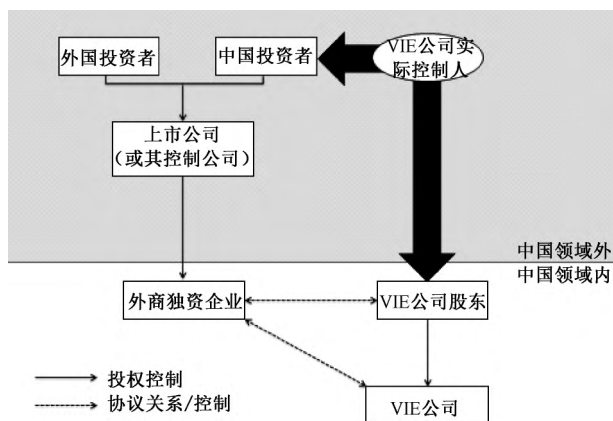 外国投资者
中国投资者
VIE公司实
际控制人
上市公司
（或其控制公司）
中国领域外
中国领域内
外商独资企业
VIE公司股东
投权控制
协议关系/控制
VIE公司